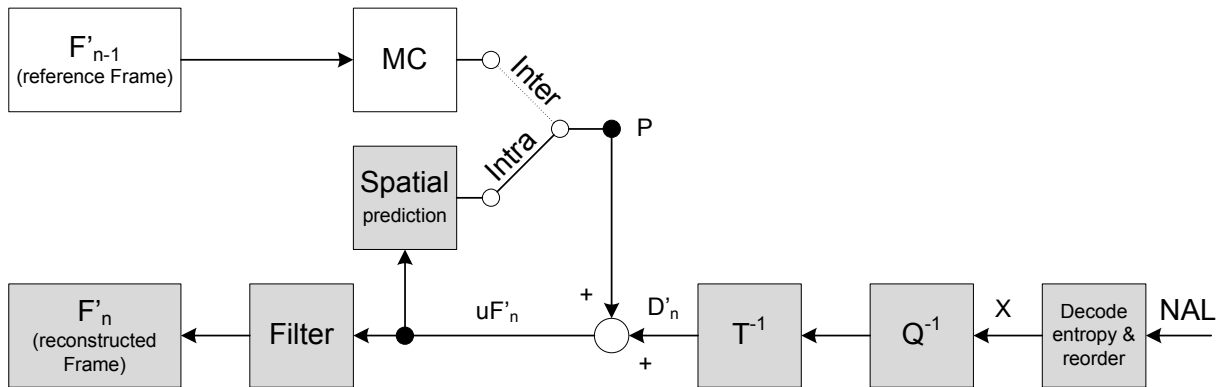 F'n-1
(reference Frame)
MC
Inter
P
Intra
Spatial
prediction
+
F'n
(reconstructed
Frame)
Filter
uF'n
+
D'n
T-1
Q-1
X
Decode
entropy &
reorder
NAL